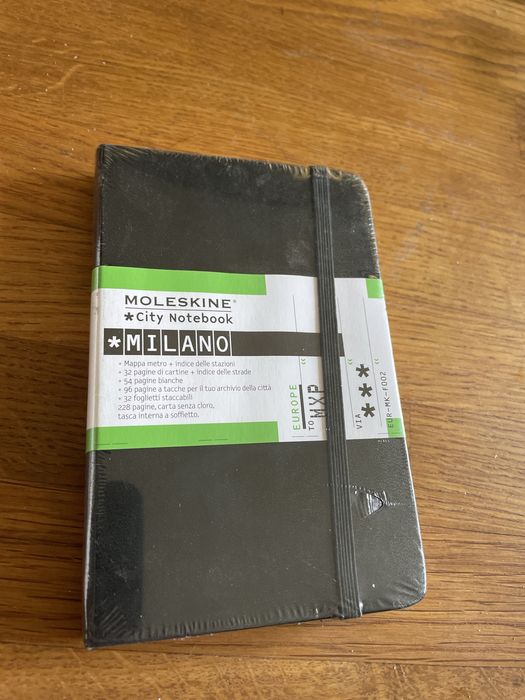 MOLESKINE®
*City Notebook
*MILANO
• Mappa metro + indice delle stazioni
• 32 pagine di cartine + indice delle strade
• 54 pagine bianche
• 96 pagine a tacche per il tuo archivio della città
• 32 foglietti staccabili
228 pagine, carta senza cloro,
tasca interna a soffietto.
EUROPE
TO MXP
VIA ***
EUR-MK-F002